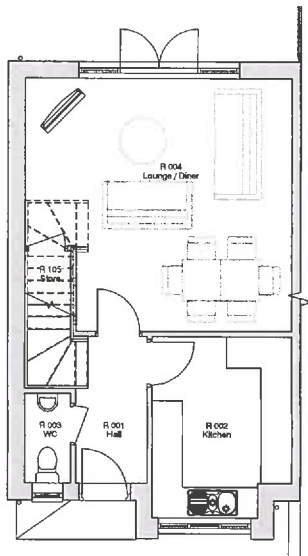 R 004
Lounge / Diner
R 105
Store
R 003
WC
R 001
Hall
R 002
Kitchen